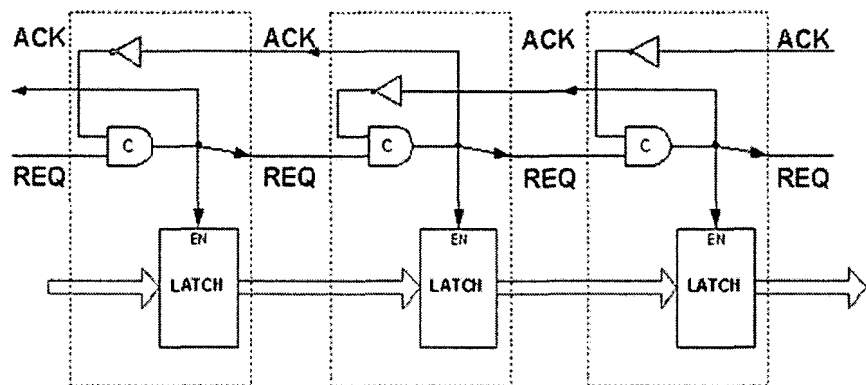 ACK ACK ACK ACK
C C C
REQ REQ REQ REQ
EN EN EN
LATCH LATCH LATCH